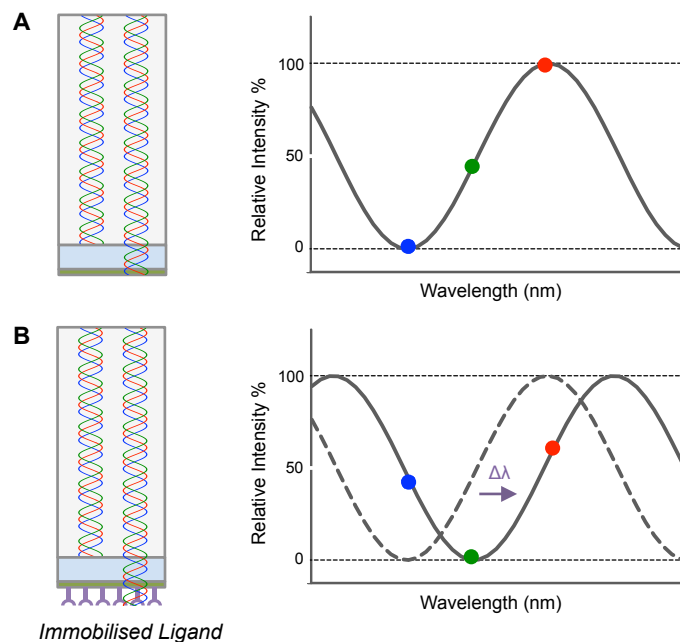 A
Relative Intensity %
100
50
0
Wavelength (nm)
B
Relative Intensity %
100
50
0
Δλ
Wavelength (nm)
Immobilised Ligand